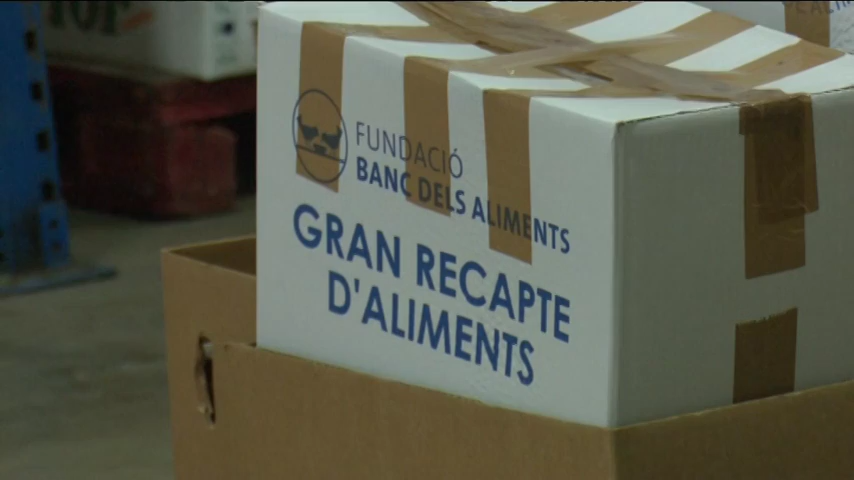 FUNDACIÓ
BANC DELS ALIMENTS
GRAN RECAPTE
D'ALIMENTS